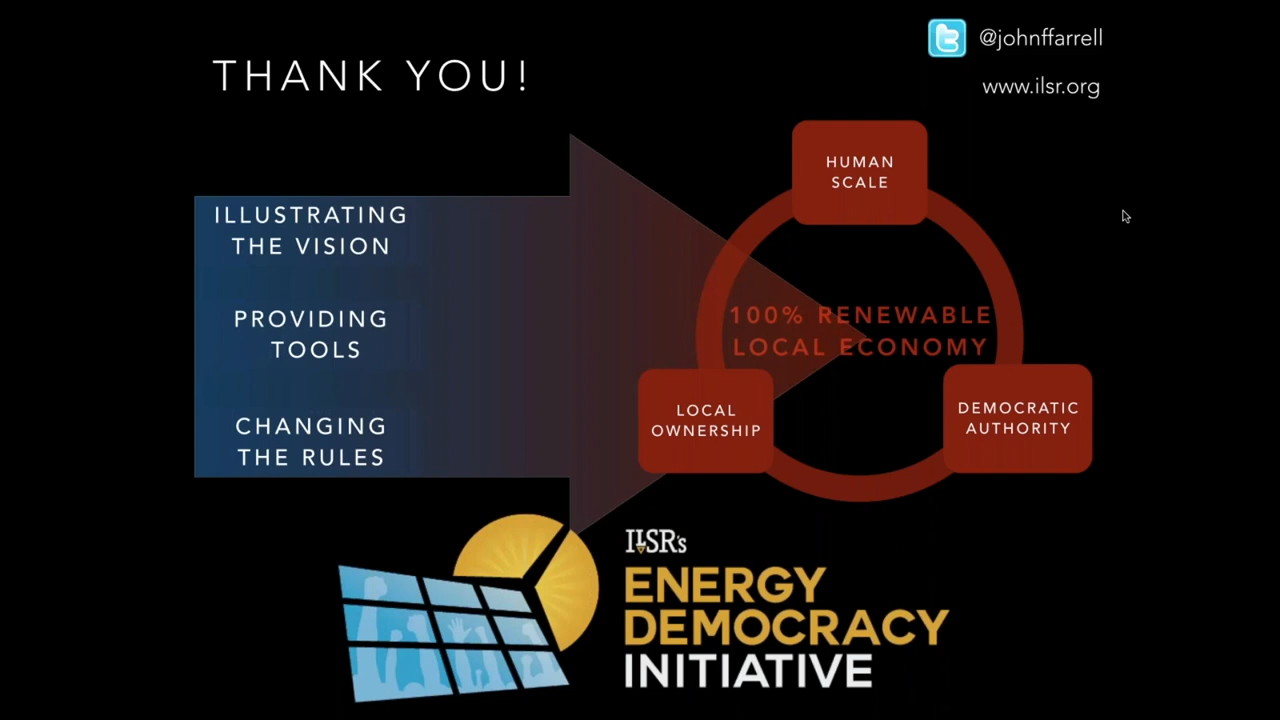 THANK YOU!
@johnffarrell
www.ilsr.org
ILLUSTRATING
THE VISION
PROVIDING
TOOLS
CHANGING
THE RULES
HUMAN
SCALE
100% RENEWABLE
LOCAL ECONOMY
LOCAL
OWNERSHIP
DEMOCRATIC
AUTHORITY
ILSR's
ENERGY
DEMOCRACY
INITIATIVE